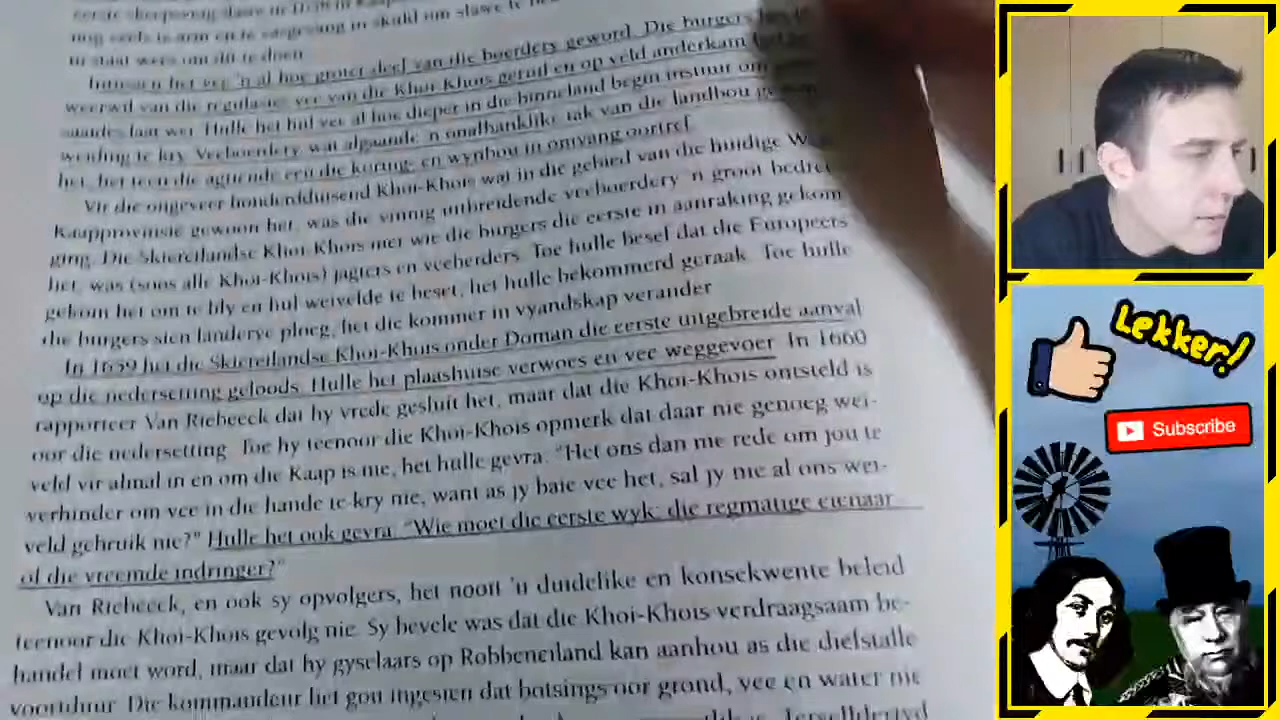 tot staat wees om dit te doen.
Intussen het vee 'n al hoe groter deel van die boerdery geword. Die burgers het
weerwil van die regulasies vee van die Khoi-Khois geruil en op veld anderkant
laat wei. Hulle het hul vee al hoe dieper in die binneland begin instuur om
weiding te kry. Veeboerdery, wat algaande 'n onafhanklike tak van die landbou
het, het teen die agtiende eeu die koring- en wynbou in omvang oortref.
Vir die ongeveer honderdduisend Khoi-Khois wat in die gebied van die huidige
Kaapprovinsie gewoon het, was die vinnig uitbreidende veeboerdery 'n groot bedrei-
ging. Die Skiereilandse Khoi-Khois met wie die burgers die eerste in aanraking gekom
het, was (soos alle Khoi-Khois) jagters en veeherders. Toe hulle besef dat die Europeërs
gekom het om te bly en hul weivelde te beset, het hulle bekommerd geraak. Toe hulle
die burgers sien landerye ploeg, het die kommer in vyandskap verander.
In 1659 het die Skiereilandse Khoi-Khois onder Doman die eerste uitgebreide aanval
op die nedersetting geloods. Hulle het plaashuise verwoes en vee weggevoer. In 1660
rapporteer Van Riebeeck dat hy vrede gesluit het, maar dat die Khoi-Khois ontsteld is
oor die nedersetting. Toe hy teenoor die Khoi-Khois opmerk dat daar nie genoeg wei-
veld vir almal in en om die Kaap is nie, het hulle gevra: "Het ons dan nie rede om jou te
verhinder om vee in die hande te kry nie, want as jy baie vee het, sal jy nie al ons wei-
veld gebruik nie?" Hulle het ook gevra: "Wie moet die eerste wyk: die regmatige eienaar
of die vreemde indringer?"
Van Riebeeck, en ook sy opvolgers, het nooit 'n duidelike en konsekwente beleid
teenoor die Khoi-Khois gevolg nie. Sy bevele was dat die Khoi-Khois verdraagsaam be-
handel moet word, maar dat hy gyselaars op Robbeneiland kan aanhou as die diefstalle
voortduur. Die kommandeur het gou ingesien dat botsings oor grond, vee en water nie
Lekker!
Subscribe